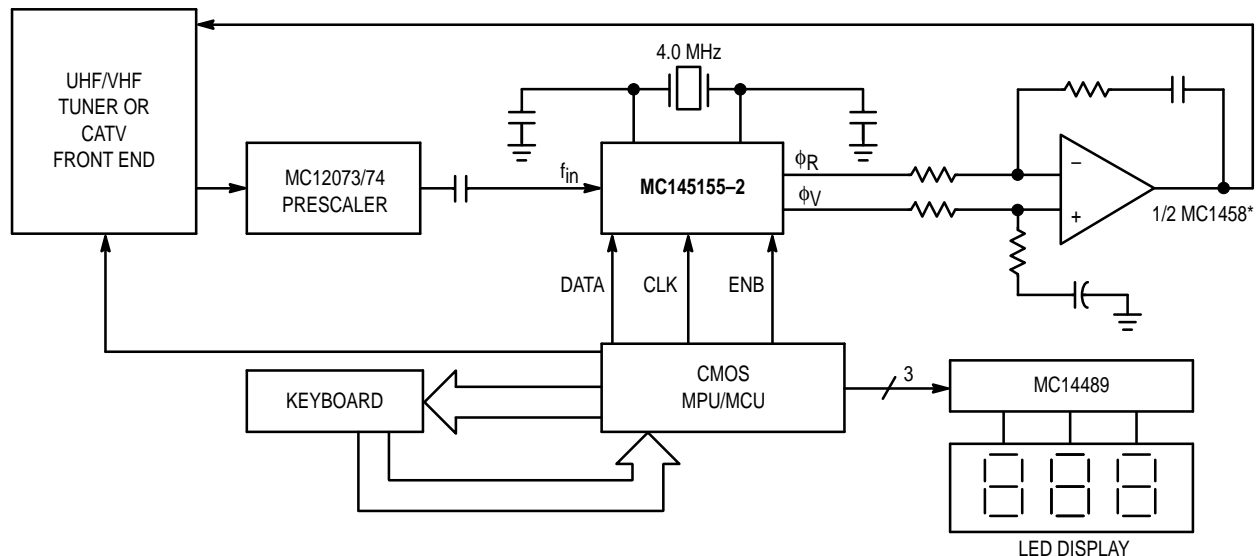 4.0 MHz
UHF/VHF
TUNER OR
CATV
FRONT END
MC12073/74
PRESCALER
fin
MC145155–2
ϕR
ϕV
–
+
1/2 MC1458*
DATA
CLK
ENB
KEYBOARD
CMOS
MPU/MCU
3
MC14489
LED DISPLAY